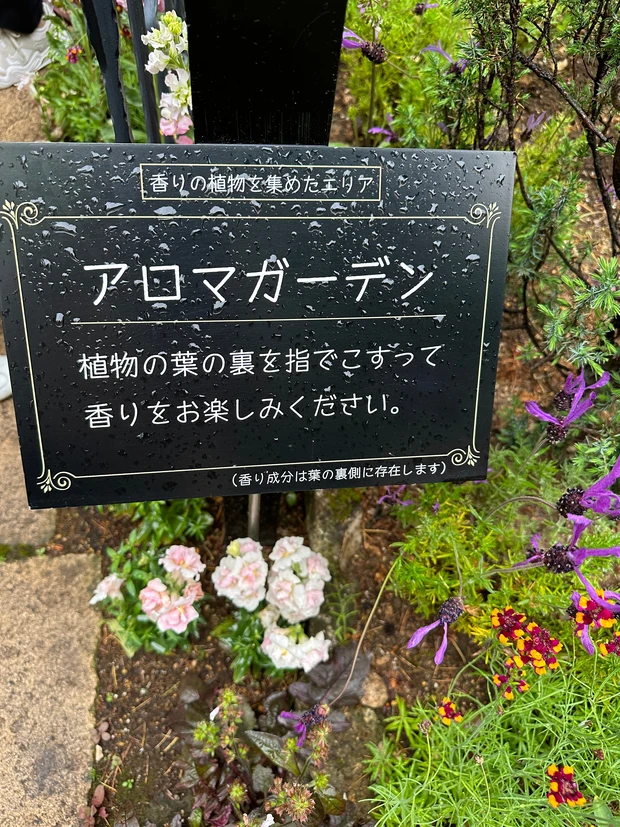 香りの植物を集めたエリア
アロマガーデン
植物の葉の裏を指でこすって
香りをお楽しみください。
(香り成分は葉の裏側に存在します)